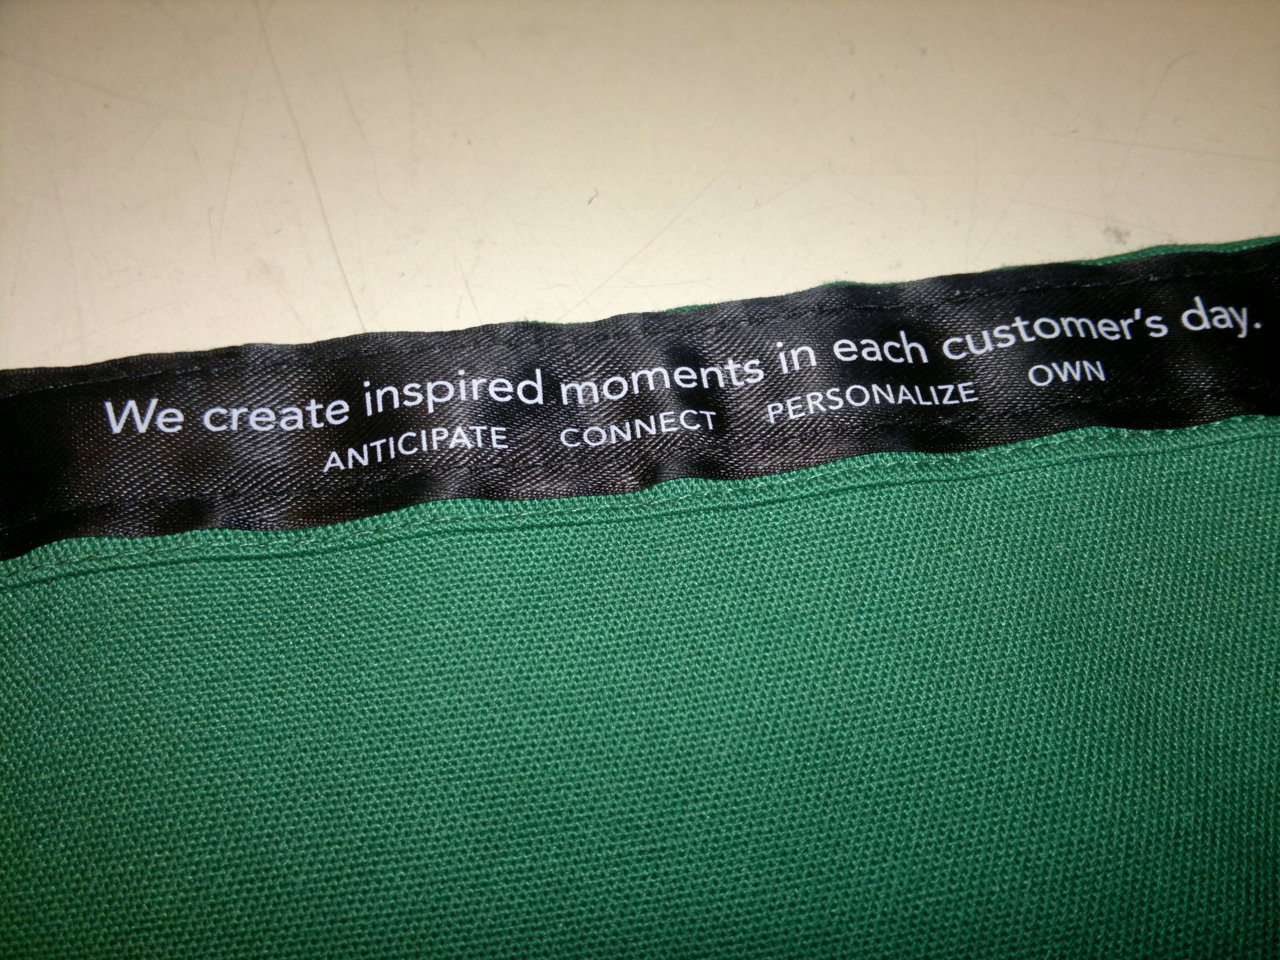 We create inspired moments in each customer's day.
ANTICIPATE CONNECT PERSONALIZE OWN